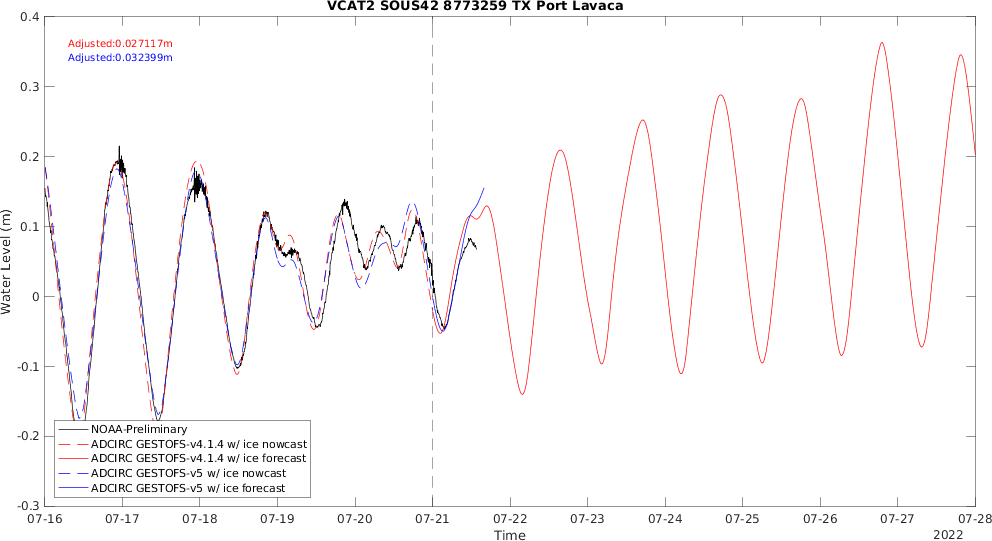 VCAT2 SOUS42 8773259 TX Port Lavaca
Adjusted:0.027117m
Adjusted:0.032399m
Water Level (m)
0.4
0.3
0.2
0.1
0
-0.1
-0.2
-0.3
NOAA-Preliminary
ADCIRC GESTOFS-v4.1.4 w/ ice nowcast
ADCIRC GESTOFS-v4.1.4 w/ ice forecast
ADCIRC GESTOFS-v5 w/ ice nowcast
ADCIRC GESTOFS-v5 w/ ice forecast
07-16 07-17 07-18 07-19 07-20 07-21 07-22 07-23 07-24 07-25 07-26 07-27 07-28
Time
2022